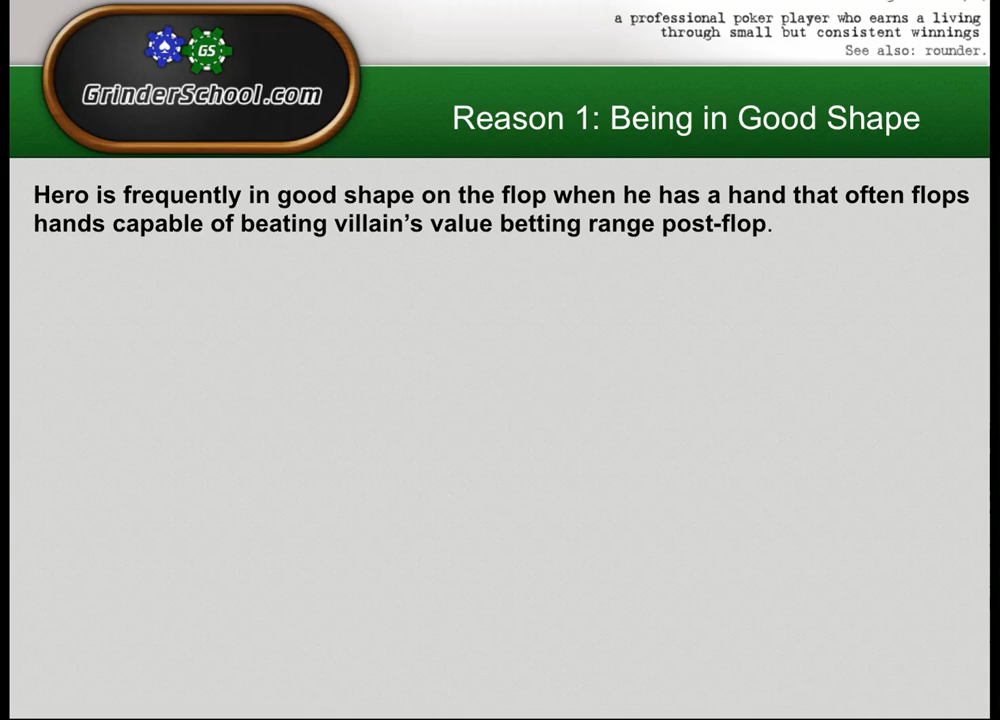 a professional poker player who earns a living
through small but consistent winnings
See also: rounder.
GS
GrinderSchool.com
Reason 1: Being in Good Shape
Hero is frequently in good shape on the flop when he has a hand that often flops
hands capable of beating villain’s value betting range post-flop.